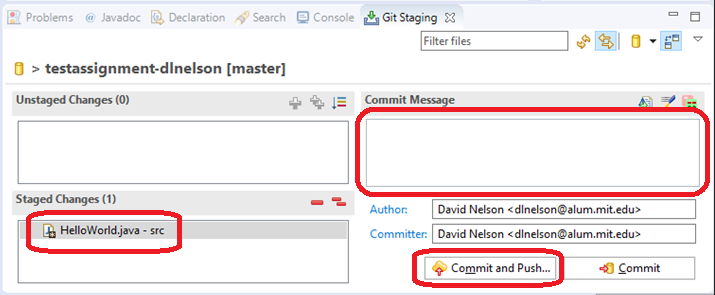 Problems @ Javadoc Declaration Search Console Git Staging
Filter files
> testassignment-dlnelson [master]
Unstaged Changes (0)
Commit Message
Staged Changes (1)
HelloWorld.java - src
Author: David Nelson <dlnelson@alum.mit.edu>
Committer: David Nelson <dlnelson@alum.mit.edu>
Commit and Push... Commit